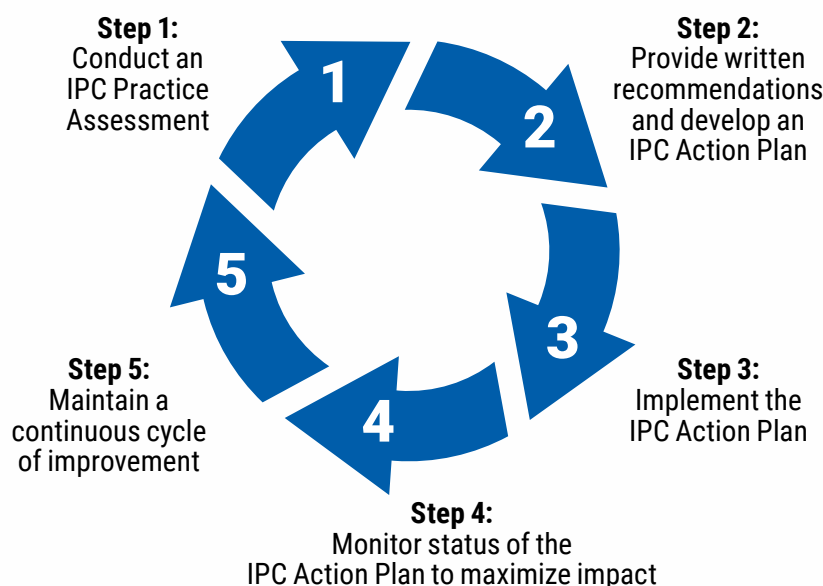 Step 1:
Conduct an
IPC Practice
Assessment
1
Step 2:
Provide written
recommendations
and develop an
IPC Action Plan
2
Step 3:
Implement the
IPC Action Plan
3
Step 4:
Monitor status of the
IPC Action Plan to maximize impact
4
Step 5:
Maintain a
continuous cycle
of improvement
5